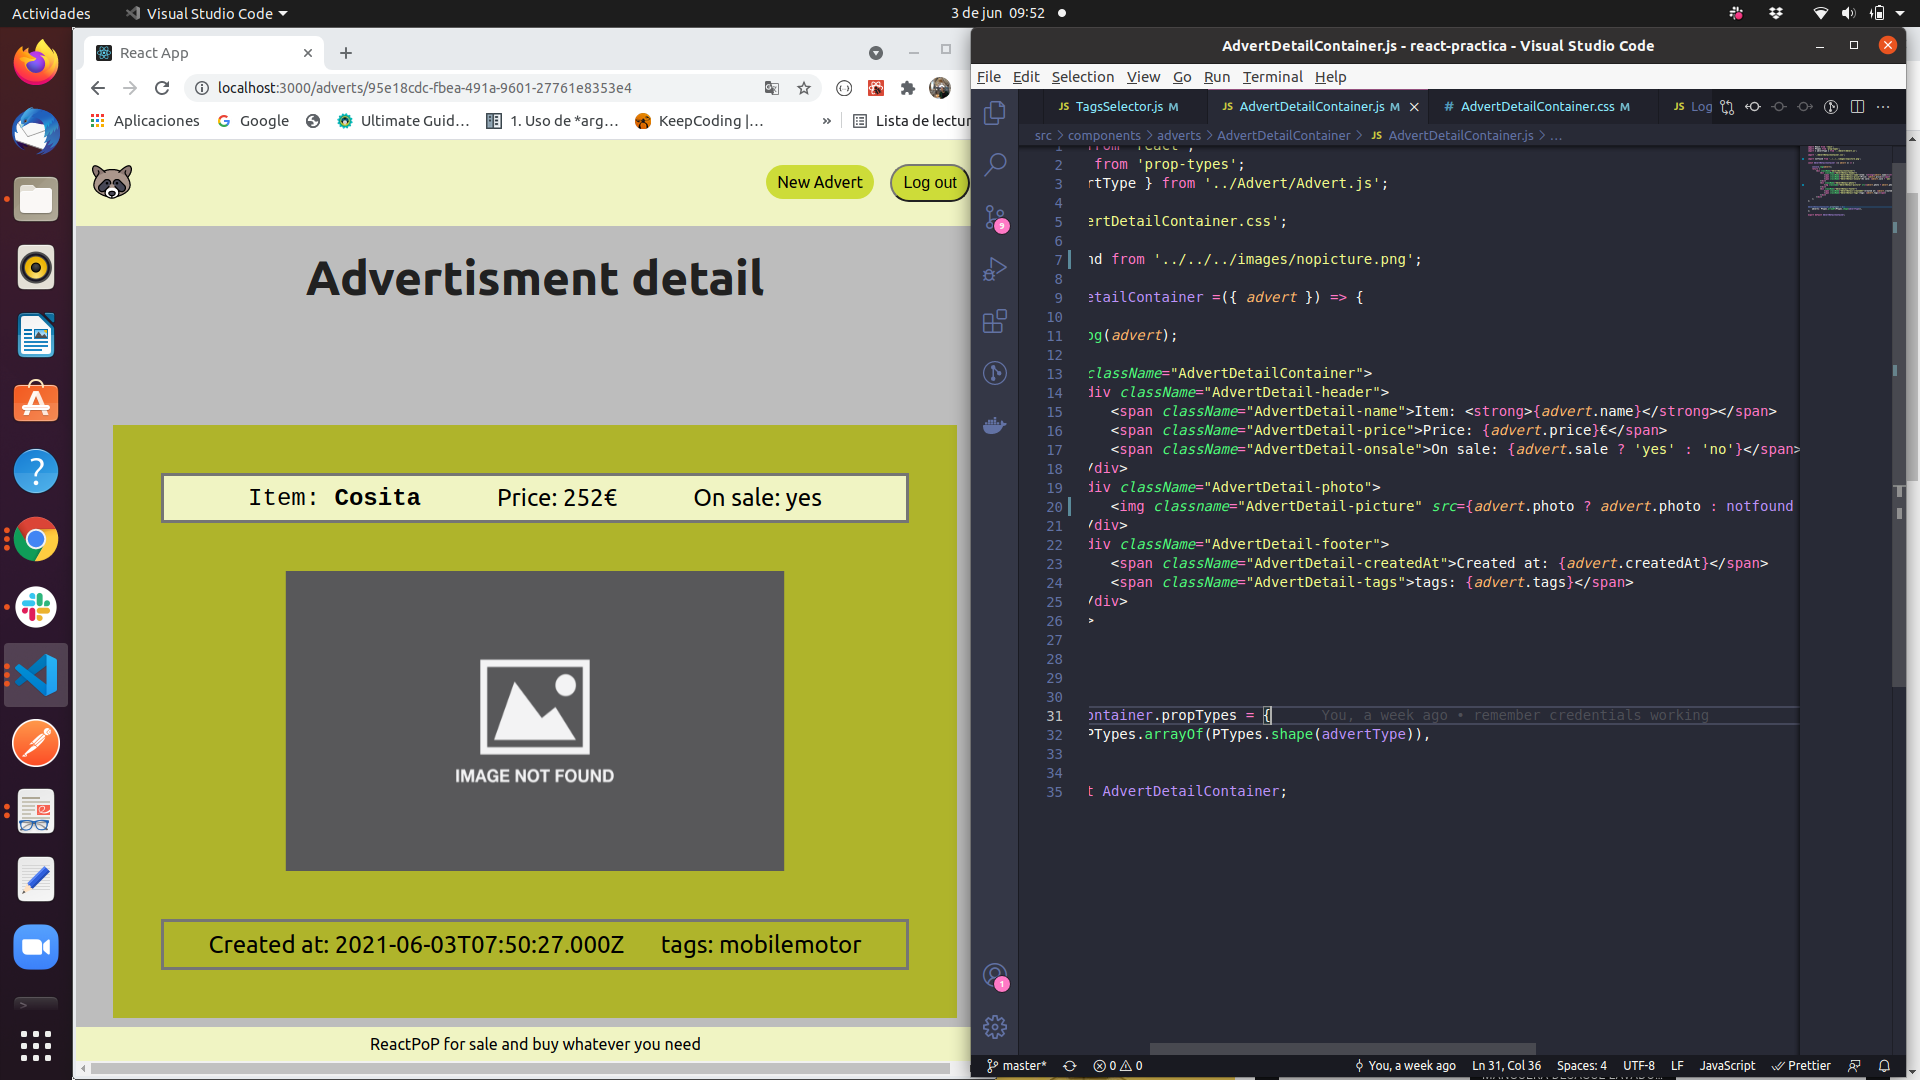 Actividades
Visual Studio Code
3 de jun 09:52
React App
localhost:3000/adverts/95e18cdc-fbea-491a-9601-27761e8353e4
Aplicaciones
Google
Ultimate Guid…
1. Uso de *arg…
KeepCoding |…
»
Lista de lectur
New Advert
Log out
Advertisment detail
Item: Cosita
Price: 252€
On sale: yes
IMAGE NOT FOUND
Created at: 2021-06-03T07:50:27.000Z
tags: mobilemotor
ReactPoP for sale and buy whatever you need
AdvertDetailContainer.js - react-practica - Visual Studio Code
File Edit Selection View Go Run Terminal Help
JS TagsSelector.js M
JS AdvertDetailContainer.js M
# AdvertDetailContainer.css M
JS Log
src > components > adverts > AdvertDetailContainer > JS AdvertDetailContainer.js > …
1 from 'react';
2 from 'prop-types';
3 rtType } from '../Advert/Advert.js';
4
5 ertDetailContainer.css';
6
7 nd from '../../../images/nopicture.png';
8
9 etailContainer =({ advert }) => {
10
11 og(advert);
12
13 className="AdvertDetailContainer">
14 div className="AdvertDetail-header">
15 <span className="AdvertDetail-name">Item: <strong>{advert.name}</strong></span>
16 <span className="AdvertDetail-price">Price: {advert.price}€</span>
17 <span className="AdvertDetail-onsale">On sale: {advert.sale ? 'yes' : 'no'}</span>
18 /div>
19 div className="AdvertDetail-photo">
20 <img classname="AdvertDetail-picture" src={advert.photo ? advert.photo : notfound
21 /div>
22 div className="AdvertDetail-footer">
23 <span className="AdvertDetail-createdAt">Created at: {advert.createdAt}</span>
24 <span className="AdvertDetail-tags">tags: {advert.tags}</span>
25 /div>
26 >
27
28
29
30
31 ontainer.propTypes = { You, a week ago • remember credentials working
32 PTypes.arrayOf(PTypes.shape(advertType)),
33
34
35 t AdvertDetailContainer;
9
1
master*
0 0
You, a week ago
Ln 31, Col 36
Spaces: 4
UTF-8
LF
JavaScript
Prettier